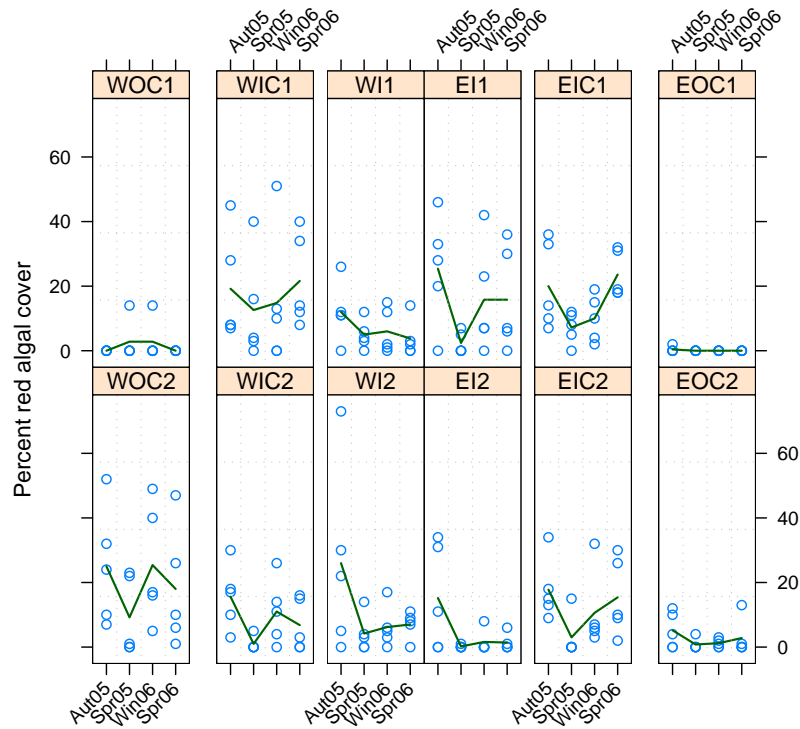 Aut05 Spr05 Win06 Spr06 Aut05 Spr05 Win06 Spr06 Aut05 Spr05 Win06 Spr06
WOC1 WIC1 WI1 EI1 EIC1 EOC1
60
40
20
0
WOC2 WIC2 WI2 EI2 EIC2 EOC2
60
40
20
0
Percent red algal cover
Aut05 Spr05 Win06 Spr06 Aut05 Spr05 Win06 Spr06 Aut05 Spr05 Win06 Spr06